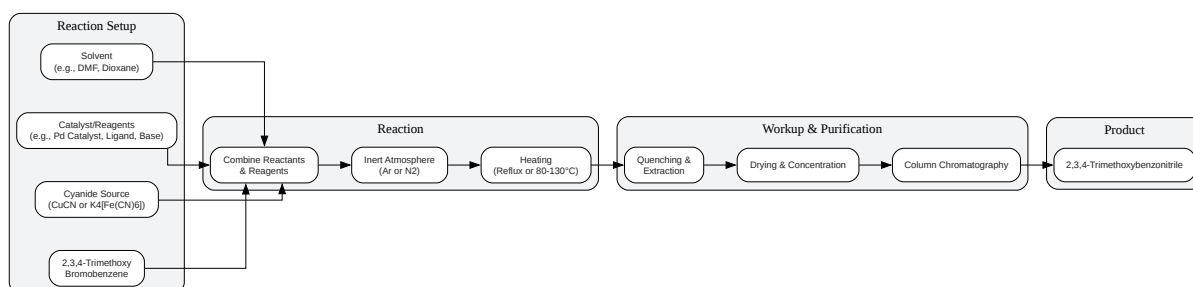 Reaction Setup
Solvent
(e.g., DMF, Dioxane)
Catalyst/Reagents
(e.g., Pd Catalyst, Ligand, Base)
Cyanide Source
(CuCN or K4[Fe(CN)6])
2,3,4-Trimethoxy
Bromobenzene
Reaction
Combine Reactants
& Reagents
Inert Atmosphere
(Ar or N2)
Heating
(Reflux or 80-130°C)
Workup & Purification
Quenching &
Extraction
Drying & Concentration
Column Chromatography
Product
2,3,4-Trimethoxybenzonitrile